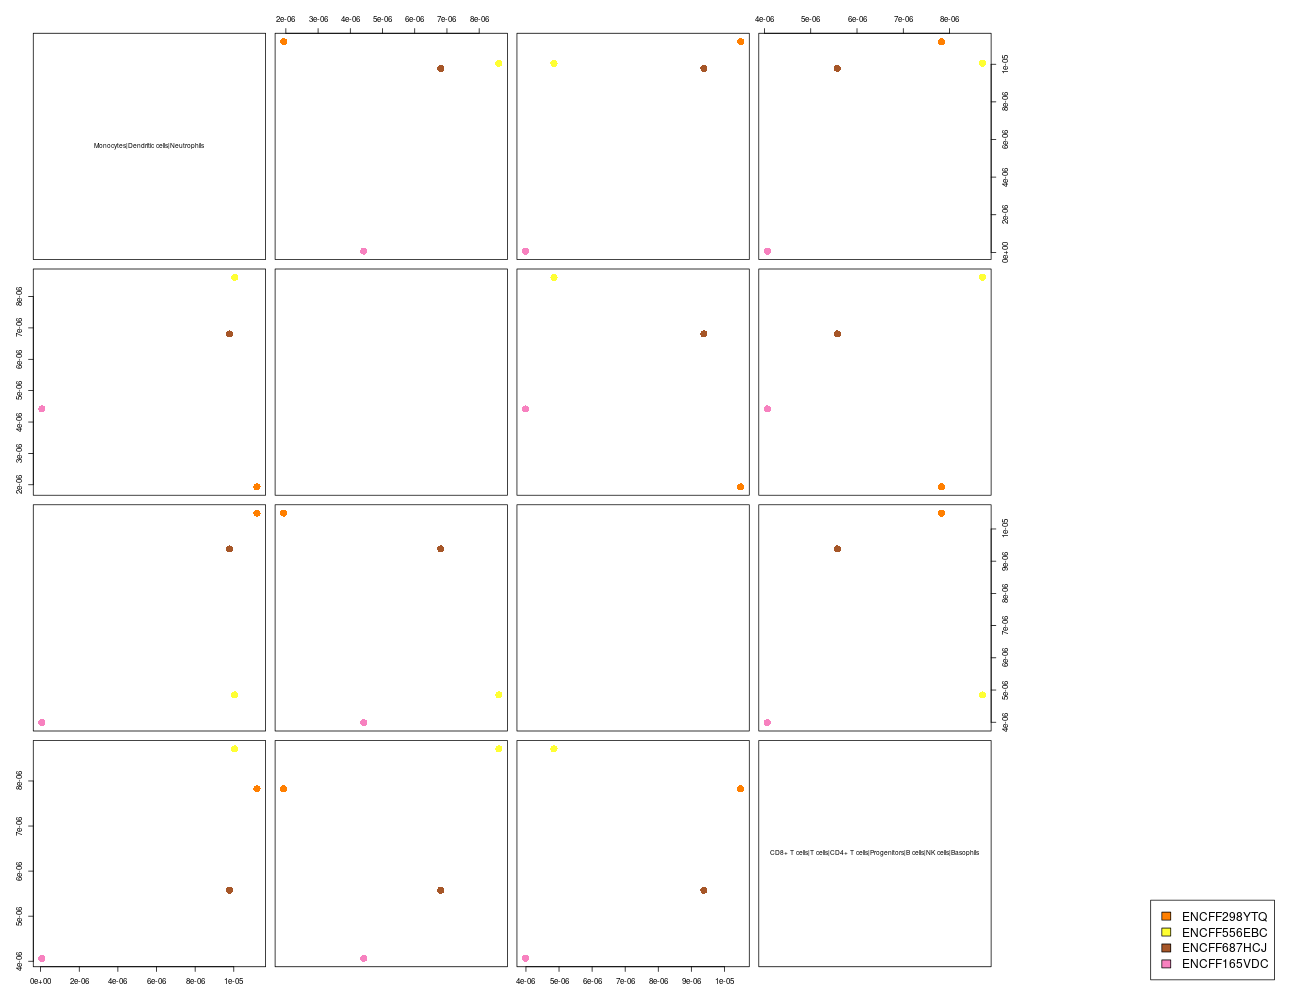 2e-06 3e-06 4e-06 5e-06 6e-06 7e-06 8e-06
4e-06 5e-06 6e-06 7e-06 8e-06
Monocytes|Dendritic cells|Neutrophils
0e+00 2e-06 4e-06 6e-06 8e-06 1e-05
2e-06 3e-06 4e-06 5e-06 6e-06 7e-06 8e-06
4e-06 5e-06 6e-06 7e-06 8e-06 9e-06 1e-05
4e-06 5e-06 6e-06 7e-06 8e-06
CD8+ T cells|T cells|CD4+ T cells|Progenitors|B cells|NK cells|Basophils
0e+00 2e-06 4e-06 6e-06 8e-06 1e-05
4e-06 5e-06 6e-06 7e-06 8e-06 9e-06 1e-05
ENCFF298YTQ
ENCFF556EBC
ENCFF687HCJ
ENCFF165VDC